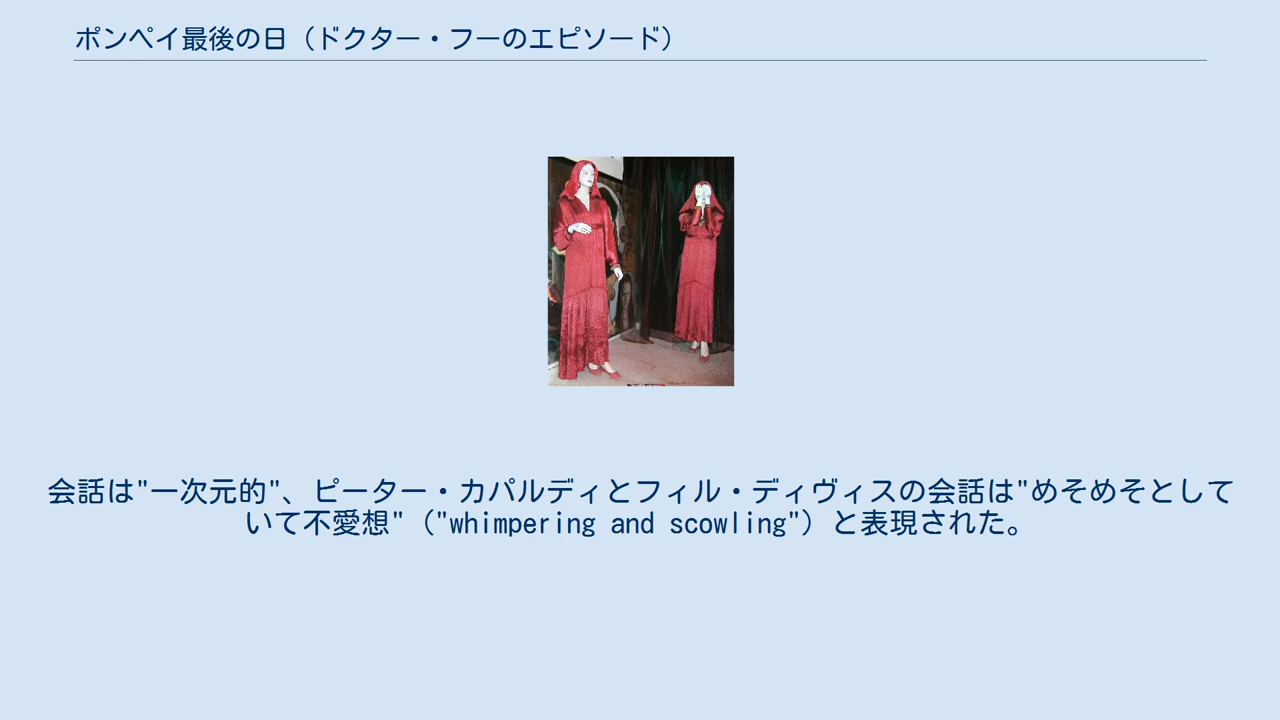 ポンペイ最後の日（ドクター・フーのエピソード）
会話は"一次元的"、ピーター・カパルディとフィル・ディヴィスの会話は"めそめそとして
いて不愛想"（"whimpering and scowling"）と表現された。